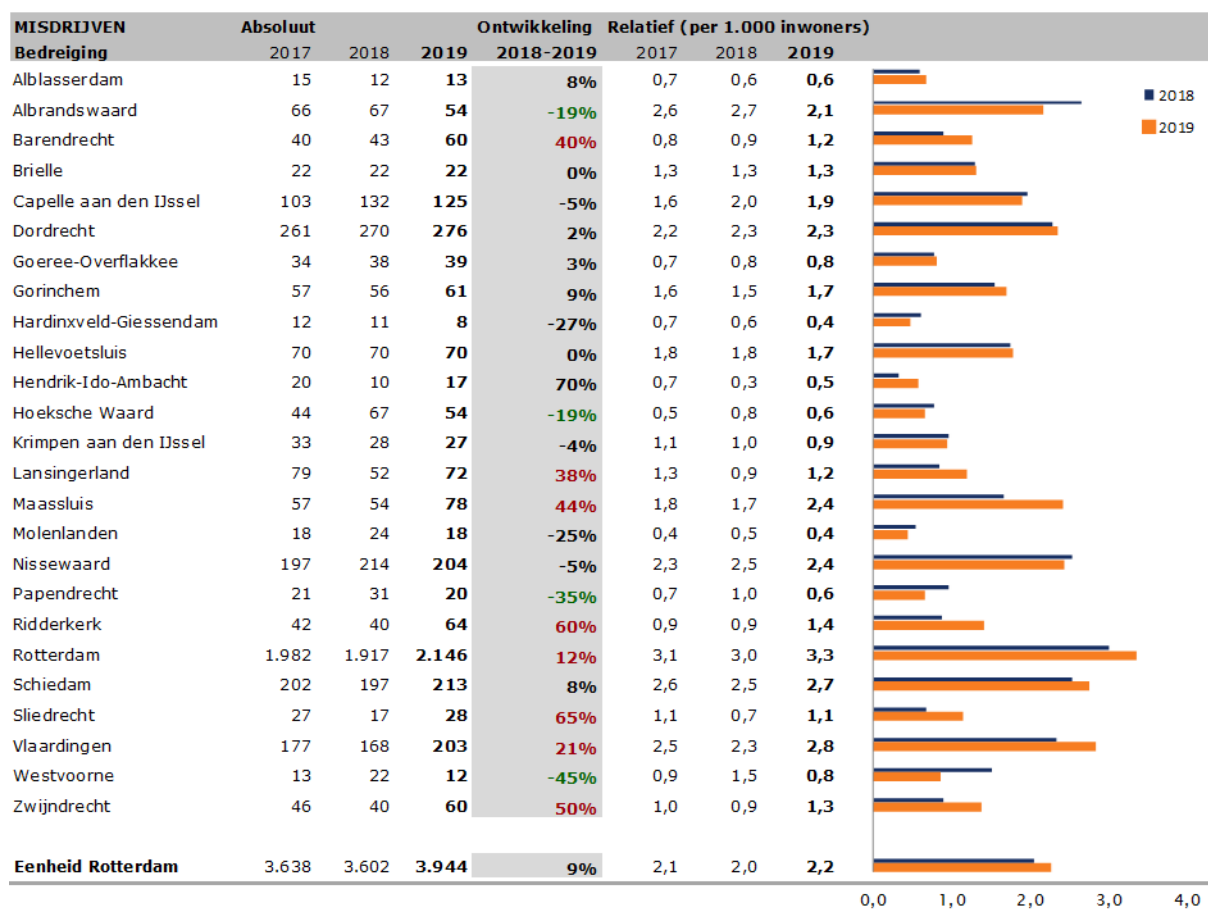 MISDRIJVEN Absoluut Ontwikkeling Relatief (per 1.000 inwoners)
Bedreiging 2017 2018 2019 2018-2019 2017 2018 2019
Alblasserdam 15 12 13 8% 0,7 0,6 0,6
Albrandswaard 66 67 54 -19% 2,6 2,7 2,1
Barendrecht 40 43 60 40% 0,8 0,9 1,2
Brielle 22 22 22 0% 1,3 1,3 1,3
Capelle aan den IJssel 103 132 125 -5% 1,6 2,0 1,9
Dordrecht 261 270 276 2% 2,2 2,3 2,3
Goeree-Overflakkee 34 38 39 3% 0,7 0,8 0,8
Gorinchem 57 56 61 9% 1,6 1,5 1,7
Hardinxveld-Giessendam 12 11 8 -27% 0,7 0,6 0,4
Hellevoetsluis 70 70 70 0% 1,8 1,8 1,7
Hendrik-Ido-Ambacht 20 10 17 70% 0,7 0,3 0,5
Hoeksche Waard 44 67 54 -19% 0,5 0,8 0,6
Krimpen aan den IJssel 33 28 27 -4% 1,1 1,0 0,9
Lansingerland 79 52 72 38% 1,3 0,9 1,2
Maassluis 57 54 78 44% 1,8 1,7 2,4
Molenlanden 18 24 18 -25% 0,4 0,5 0,4
Nissewaard 197 214 204 -5% 2,3 2,5 2,4
Papendrecht 21 31 20 -35% 0,7 1,0 0,6
Ridderkerk 42 40 64 60% 0,9 0,9 1,4
Rotterdam 1.982 1.917 2.146 12% 3,1 3,0 3,3
Schiedam 202 197 213 8% 2,6 2,5 2,7
Sliedrecht 27 17 28 65% 1,1 0,7 1,1
Vlaardingen 177 168 203 21% 2,5 2,3 2,8
Westvoorne 13 22 12 -45% 0,9 1,5 0,8
Zwijndrecht 46 40 60 50% 1,0 0,9 1,3
Eenheid Rotterdam 3.638 3.602 3.944 9% 2,1 2,0 2,2
2018
2019
0,0 1,0 2,0 3,0 4,0